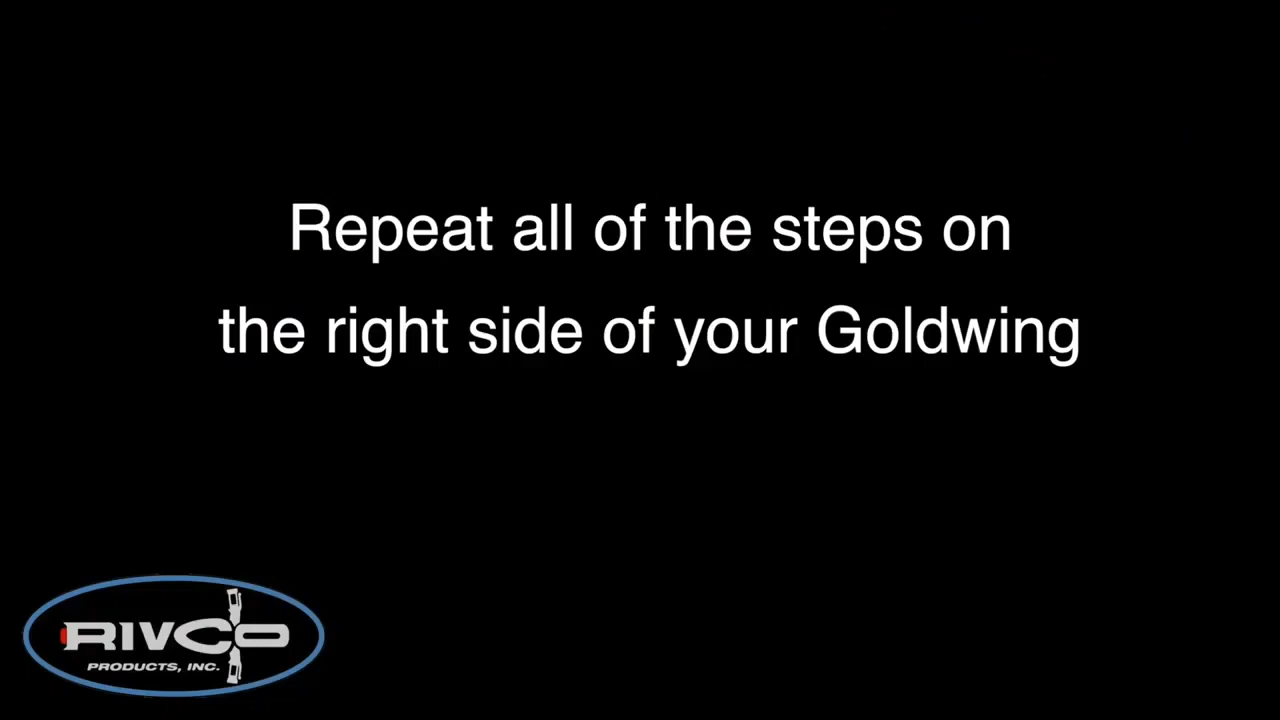 Repeat all of the steps on
the right side of your Goldwing
RIVCO
PRODUCTS, INC.